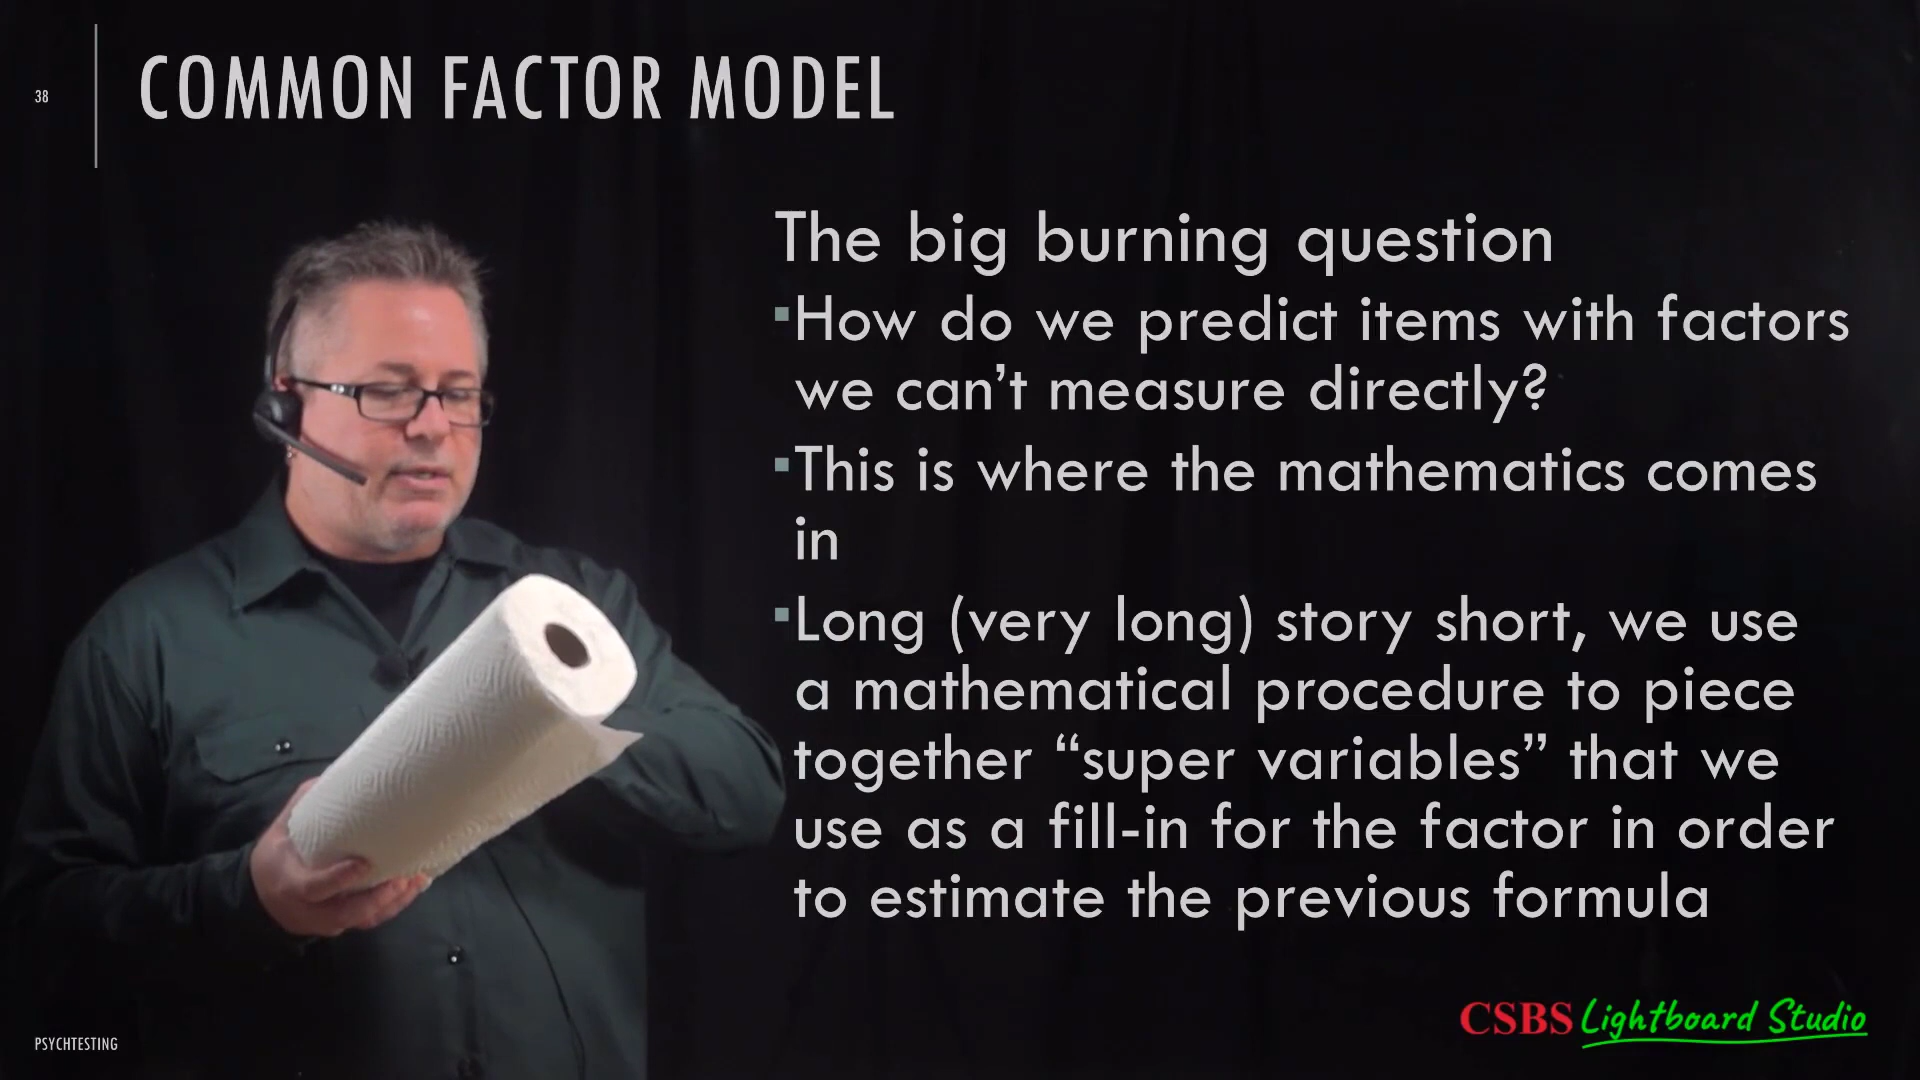 38
COMMON FACTOR MODEL
The big burning question
▪How do we predict items with factors
we can’t measure directly?
▪This is where the mathematics comes
in
▪Long (very long) story short, we use
a mathematical procedure to piece
together “super variables” that we
use as a fill-in for the factor in order
to estimate the previous formula
PSYCHTESTING
CSBS Lightboard Studio